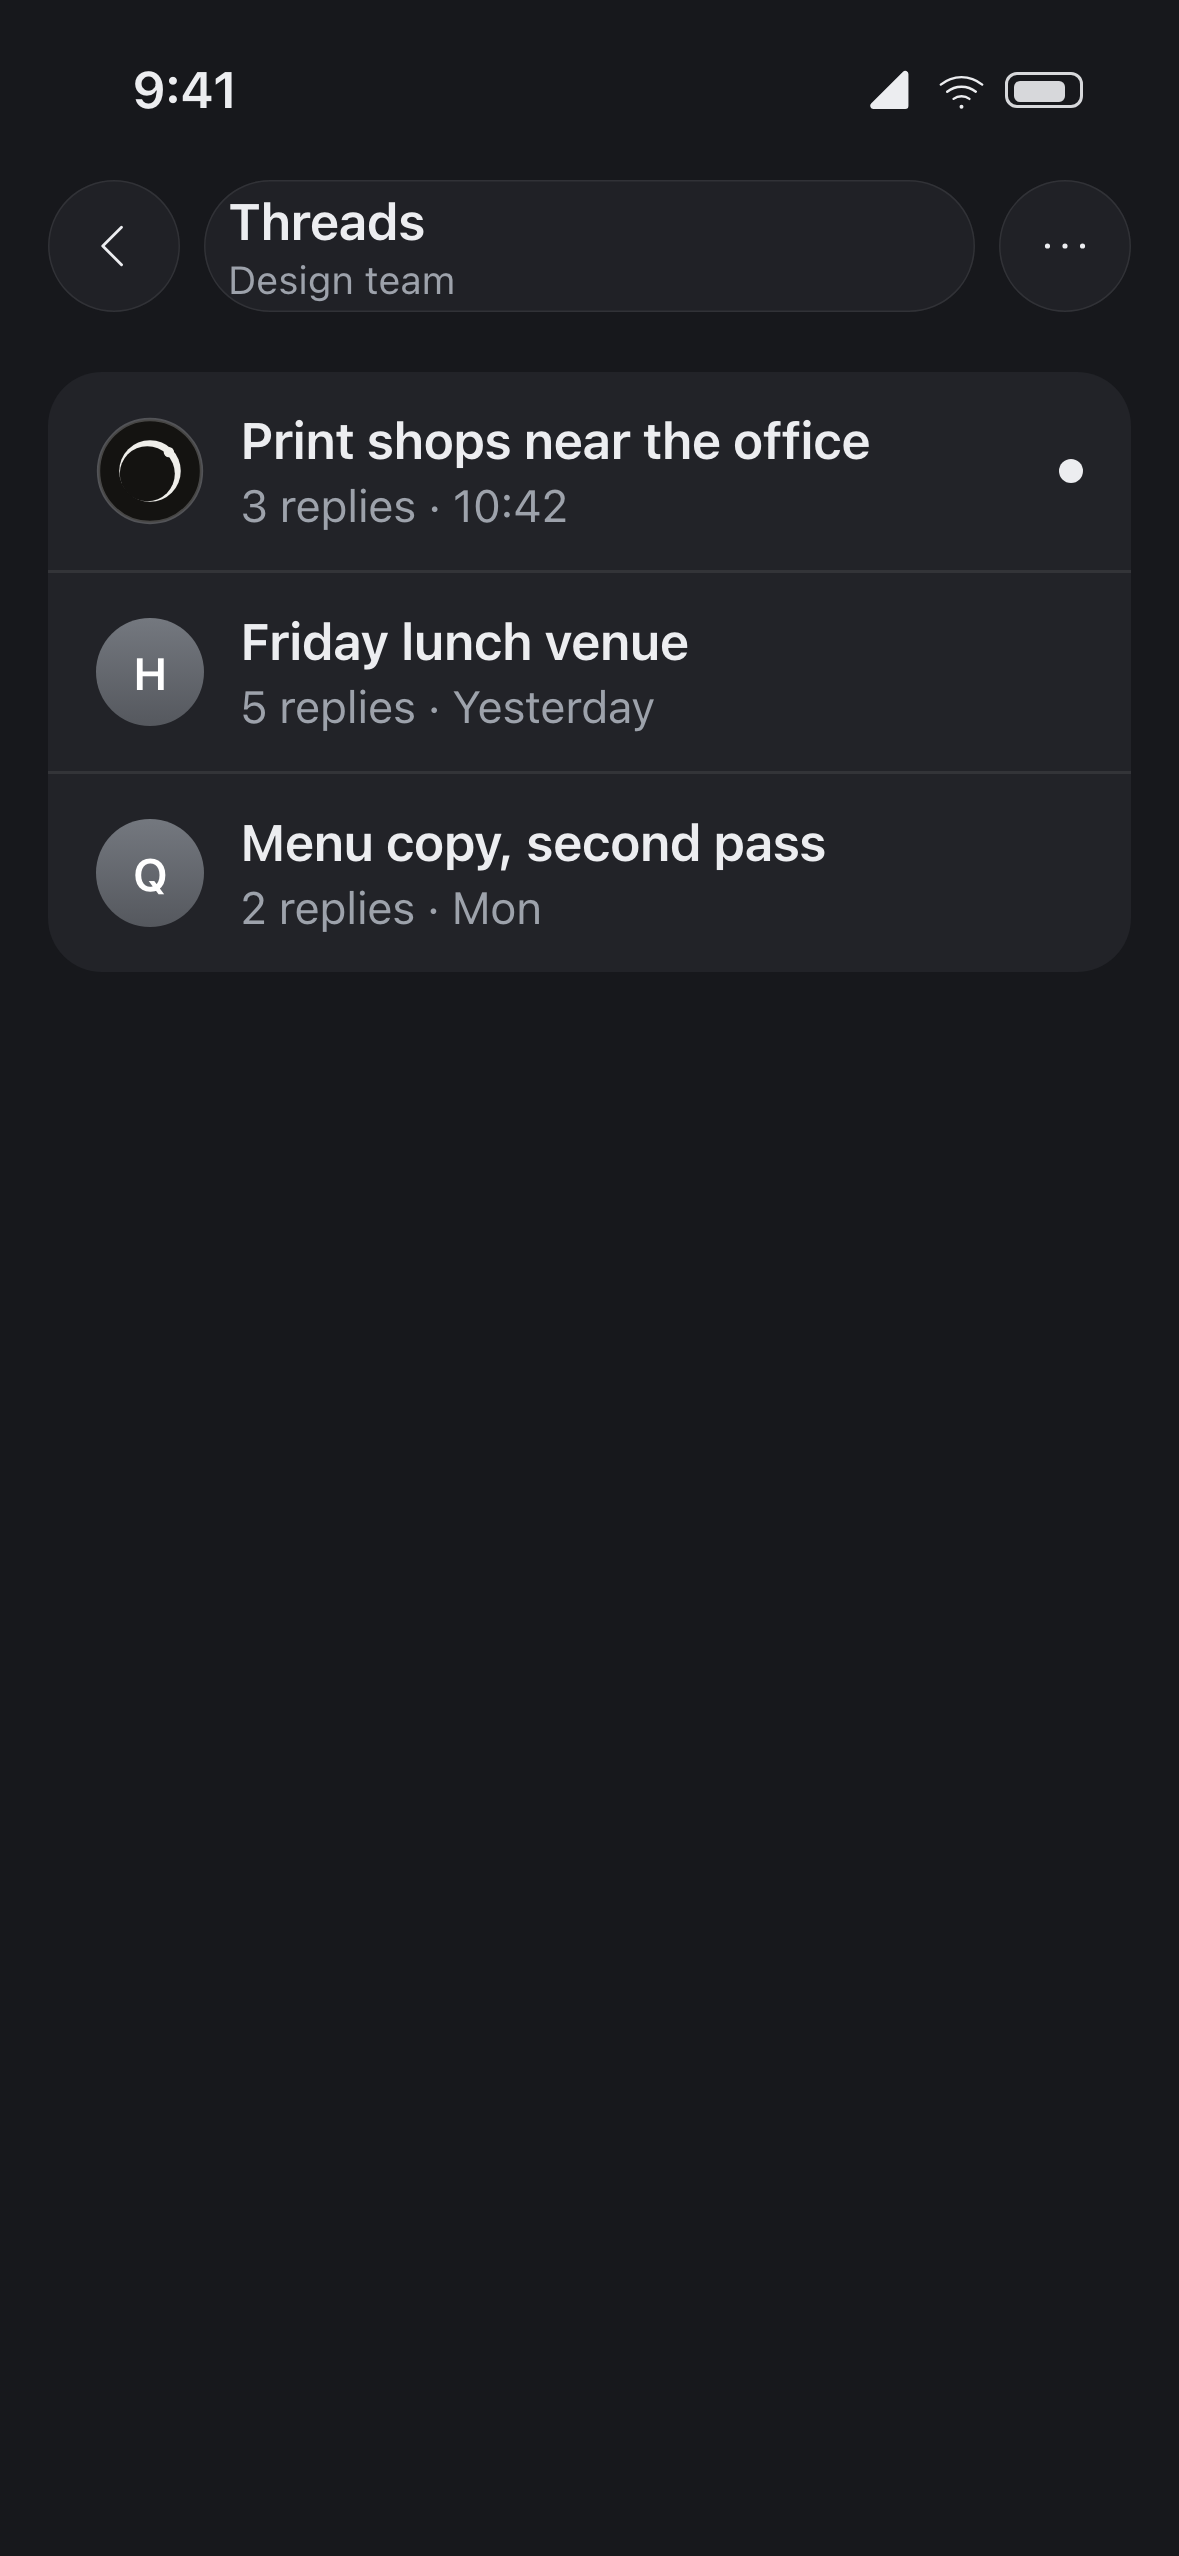 9:41
Threads
Design team
Print shops near the office
3 replies · 10:42
H
Friday lunch venue
5 replies · Yesterday
Q
Menu copy, second pass
2 replies · Mon